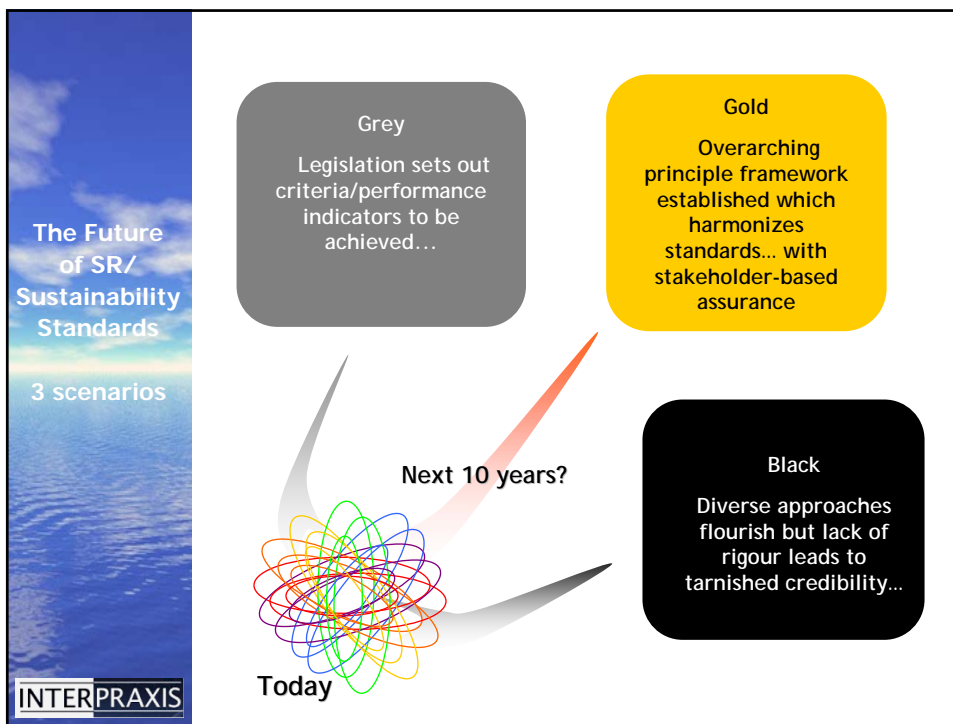 The Future
of SR/
Sustainability
Standards
3 scenarios
INTERPRAXIS
Grey
Legislation sets out
criteria/performance
indicators to be
achieved…
Gold
Overarching
principle framework
established which
harmonizes
standards… with
stakeholder-based
assurance
Next 10 years?
Black
Diverse approaches
flourish but lack of
rigour leads to
tarnished credibility…
Today